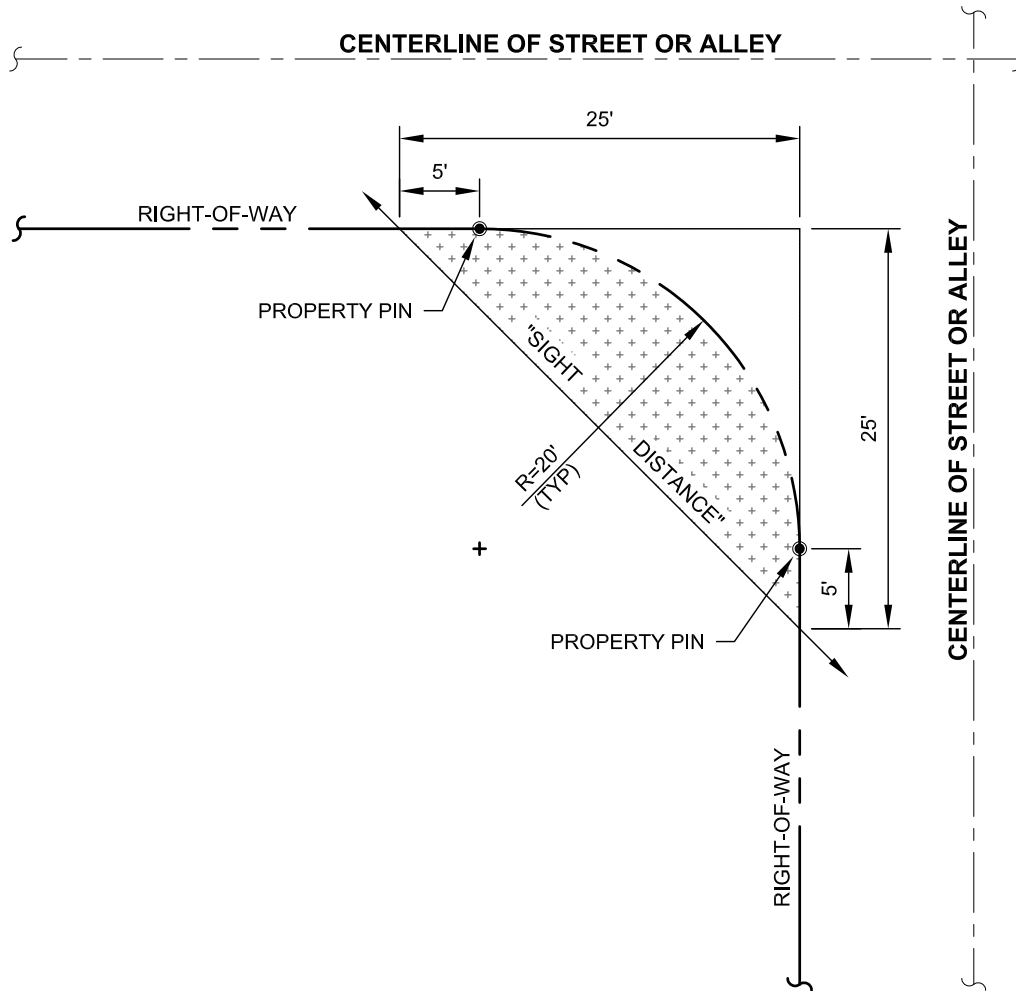 CENTERLINE OF STREET OR ALLEY
25'
5'
RIGHT-OF-WAY
PROPERTY PIN
"SIGHT
DISTANCE"
R=20'
(TYP)
25'
5'
PROPERTY PIN
CENTERLINE OF STREET OR ALLEY
RIGHT-OF-WAY